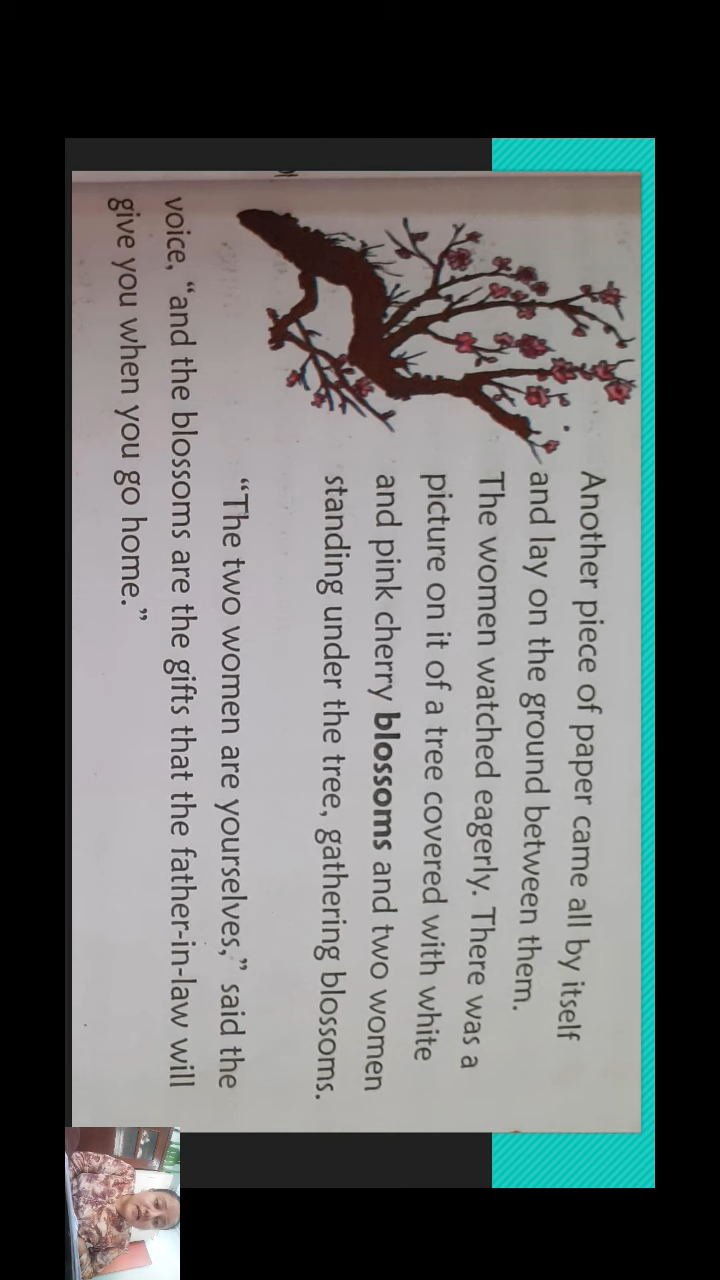 Another piece of paper came all by itself
and lay on the ground between them.
The women watched eagerly. There was a
picture on it of a tree covered with white
and pink cherry blossoms and two women
standing under the tree, gathering blossoms.
“The two women are yourselves,” said the
voice, “and the blossoms are the gifts that the father-in-law will
give you when you go home.”